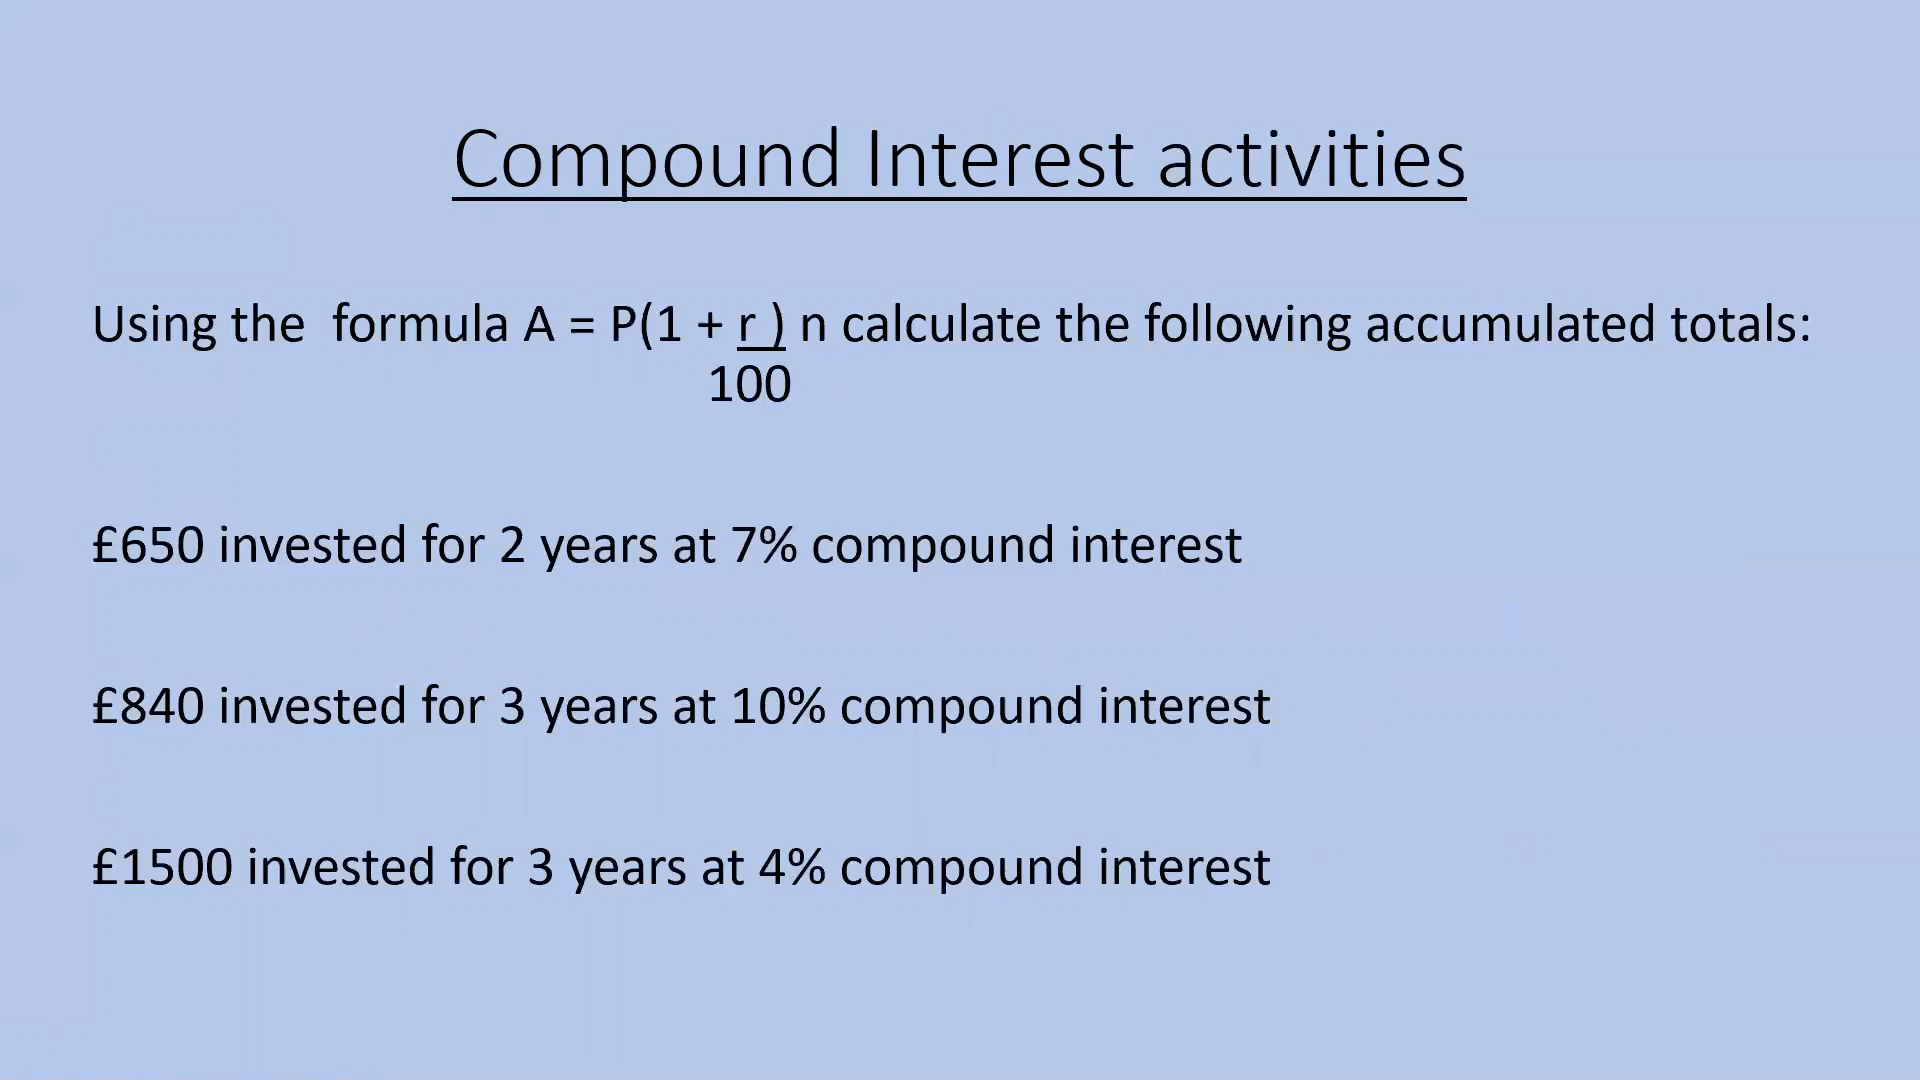 Compound Interest activities
Using the  formula A = P(1 + r ) n calculate the following accumulated totals:
100
£650 invested for 2 years at 7% compound interest
£840 invested for 3 years at 10% compound interest
£1500 invested for 3 years at 4% compound interest